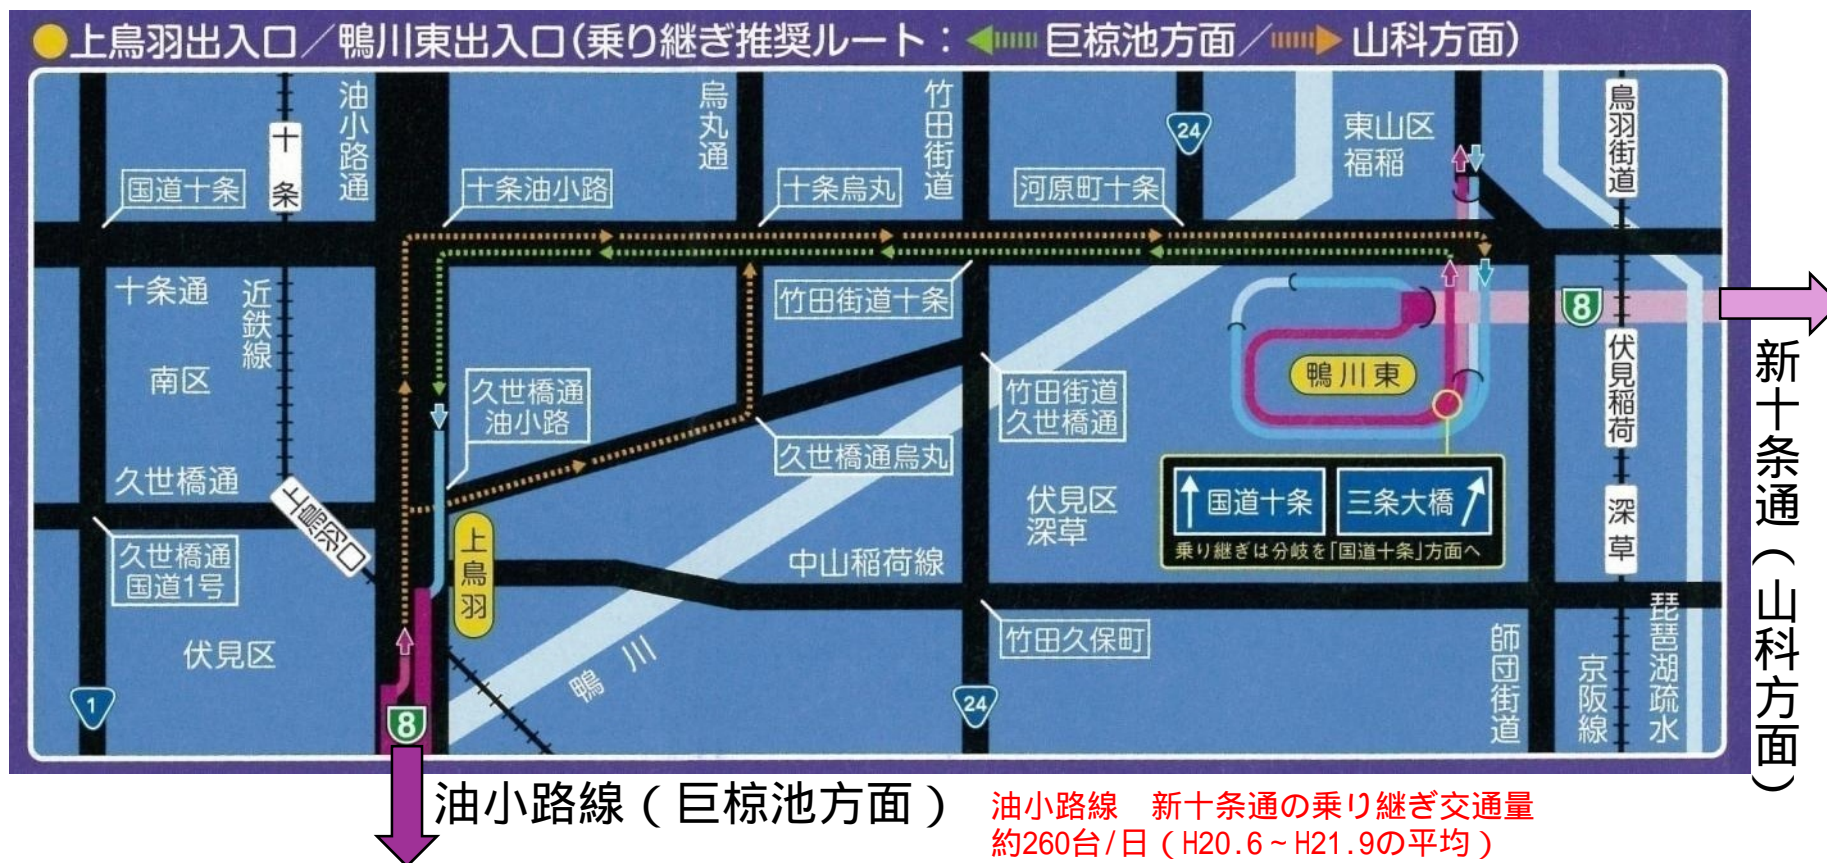 上鳥羽出入口／鴨川東出入口(乗り継ぎ推奨ルート：巨椋池方面／山科方面)
油小路通
烏丸通
竹田街道
24
東山区
福稲
鳥羽街道
十条
国道十条
十条油小路
十条烏丸
河原町十条
十条通
近鉄線
竹田街道十条
8
南区
鴨川東
伏見稲荷
久世橋通
油小路
竹田街道
久世橋通
久世橋通烏丸
久世橋通
上鳥羽口
上鳥羽
伏見区
深草
国道十条
三条大橋
乗り継ぎは分岐を「国道十条」方面へ
深草
久世橋通
国道1号
中山稲荷線
伏見区
鴨川
竹田久保町
師団街道
京阪線
琵琶湖疏水
1
8
24
新十条通（山科方面）
油小路線（巨椋池方面）
油小路線　新十条通の乗り継ぎ交通量
約260台/日（H20.6～H21.9の平均）